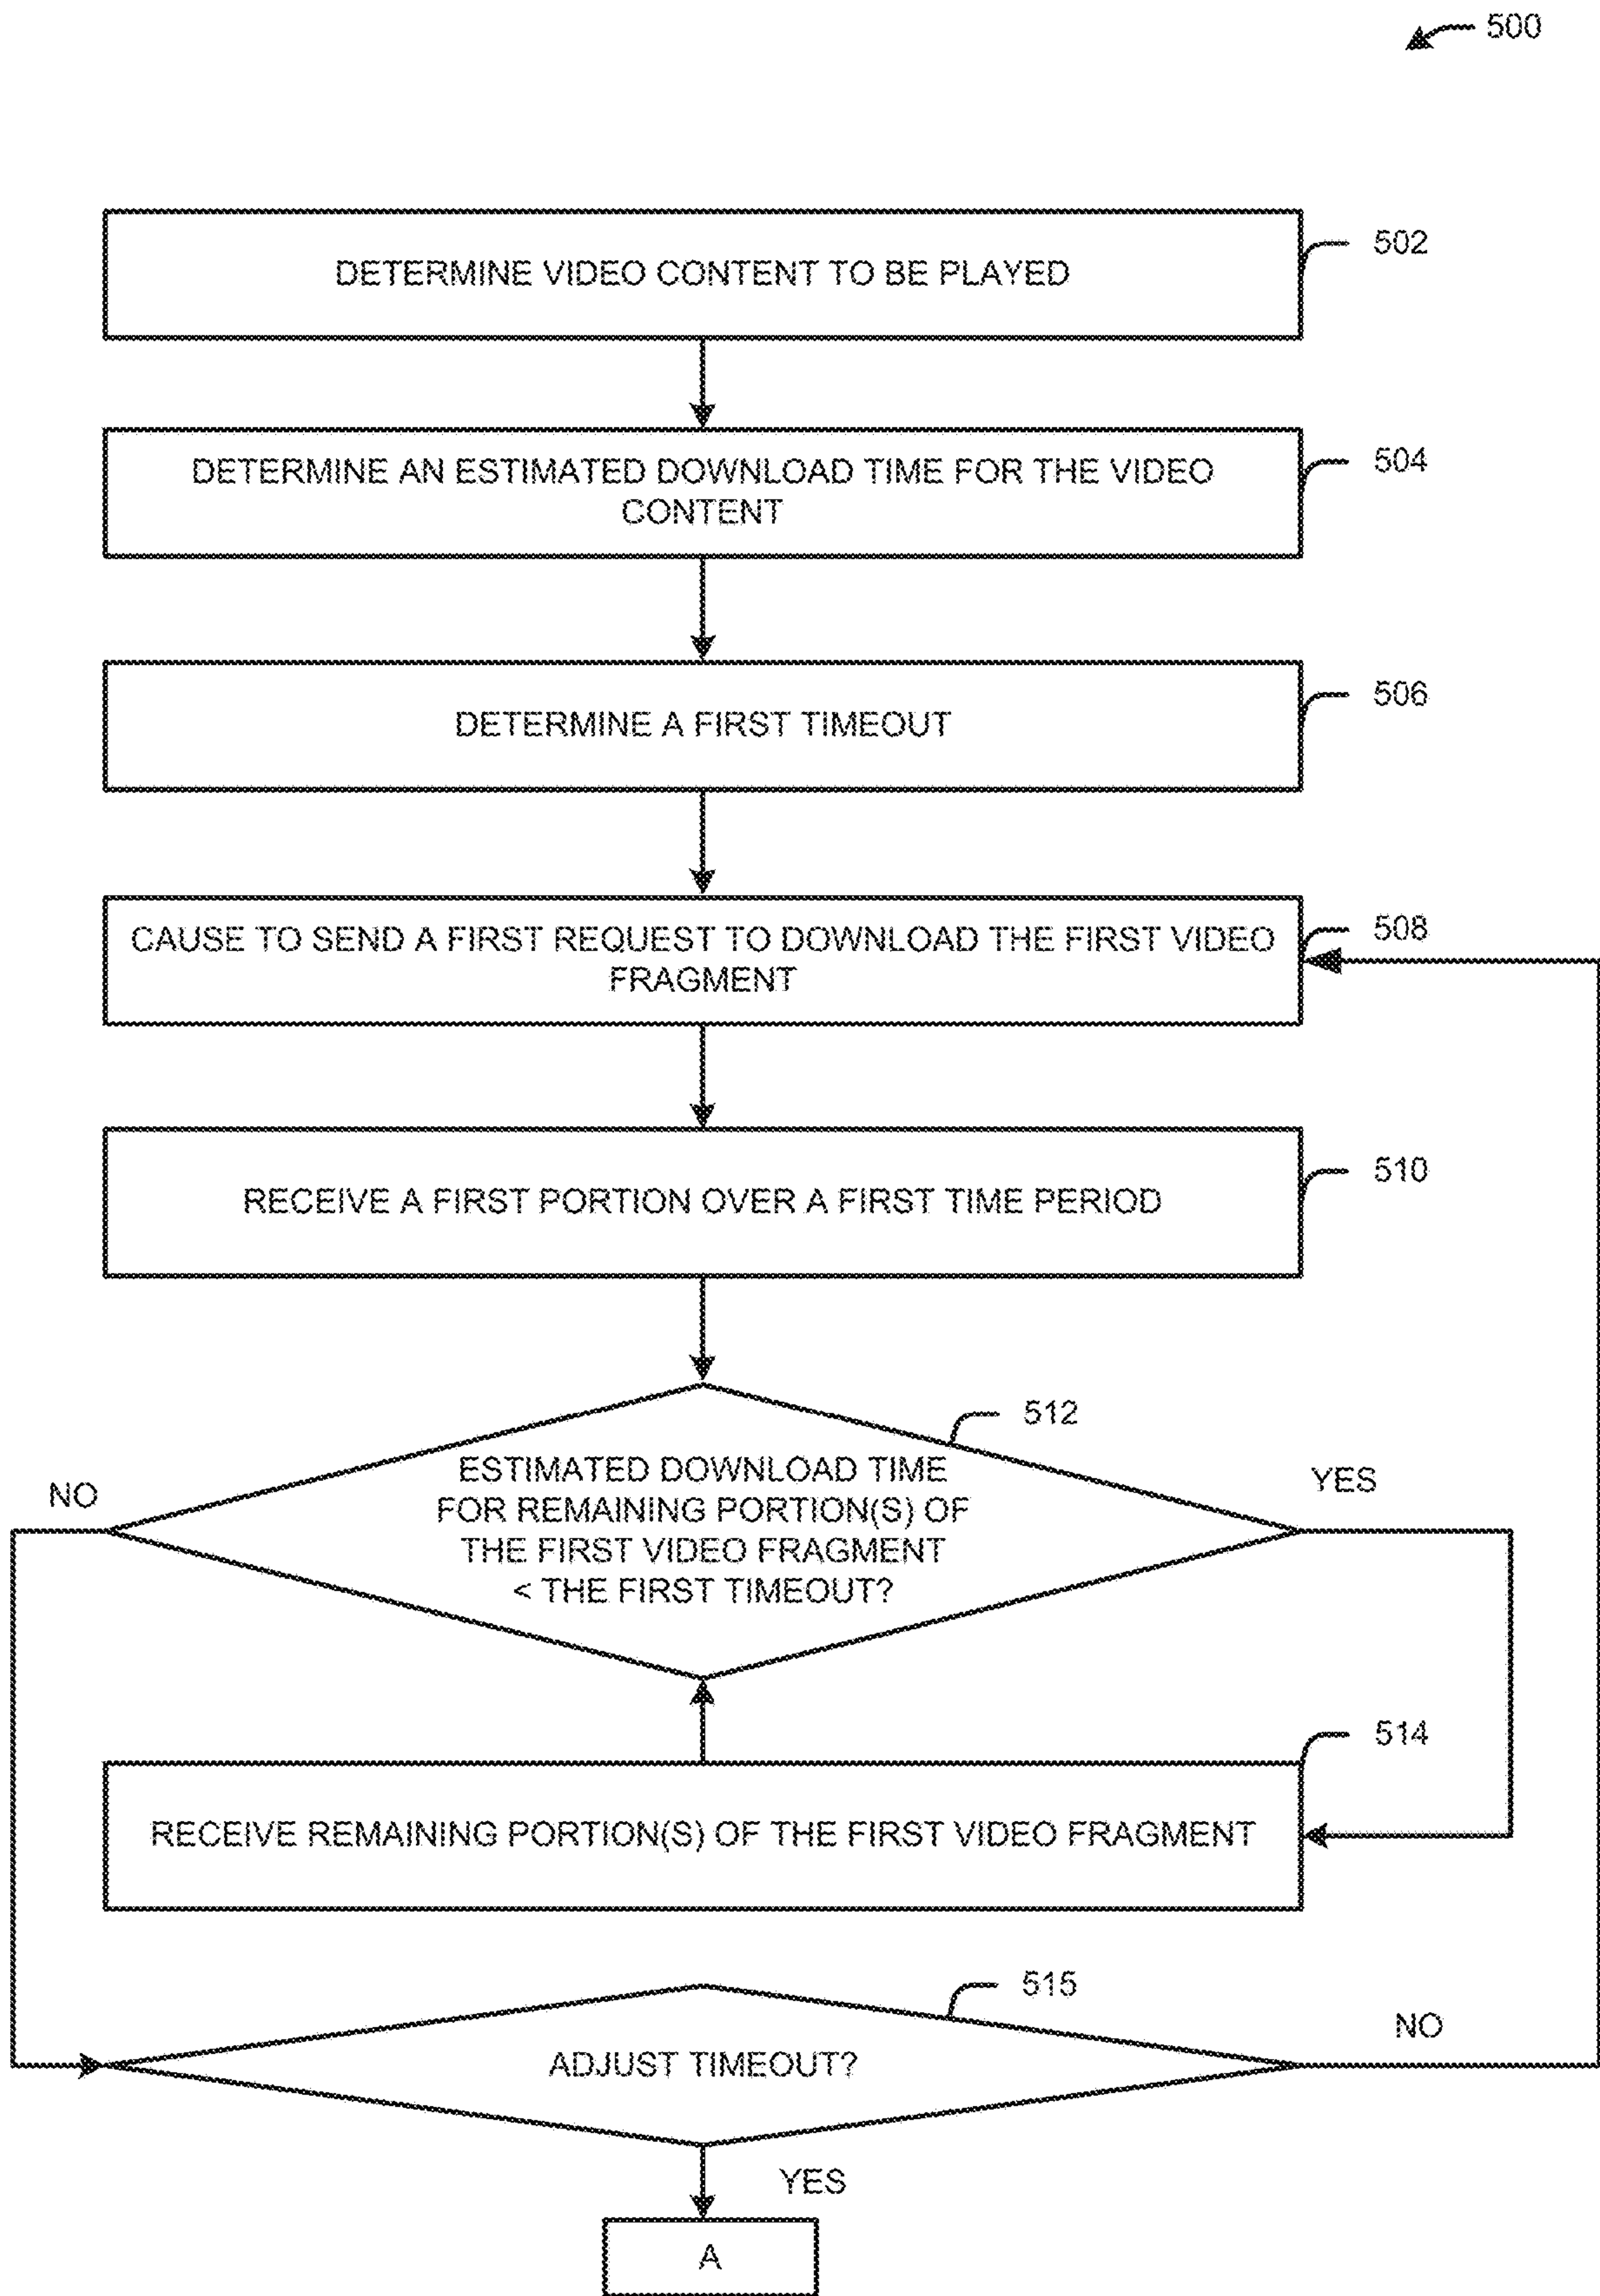 500
DETERMINE VIDEO CONTENT TO BE PLAYED
502
DETERMINE AN ESTIMATED DOWNLOAD TIME FOR THE VIDEO
CONTENT
504
DETERMINE A FIRST TIMEOUT
506
CAUSE TO SEND A FIRST REQUEST TO DOWNLOAD THE FIRST VIDEO
FRAGMENT
508
RECEIVE A FIRST PORTION OVER A FIRST TIME PERIOD
510
512
ESTIMATED DOWNLOAD TIME
FOR REMAINING PORTION(S) OF
THE FIRST VIDEO FRAGMENT
< THE FIRST TIMEOUT?
NO
YES
514
RECEIVE REMAINING PORTION(S) OF THE FIRST VIDEO FRAGMENT
515
ADJUST TIMEOUT?
NO
YES
A